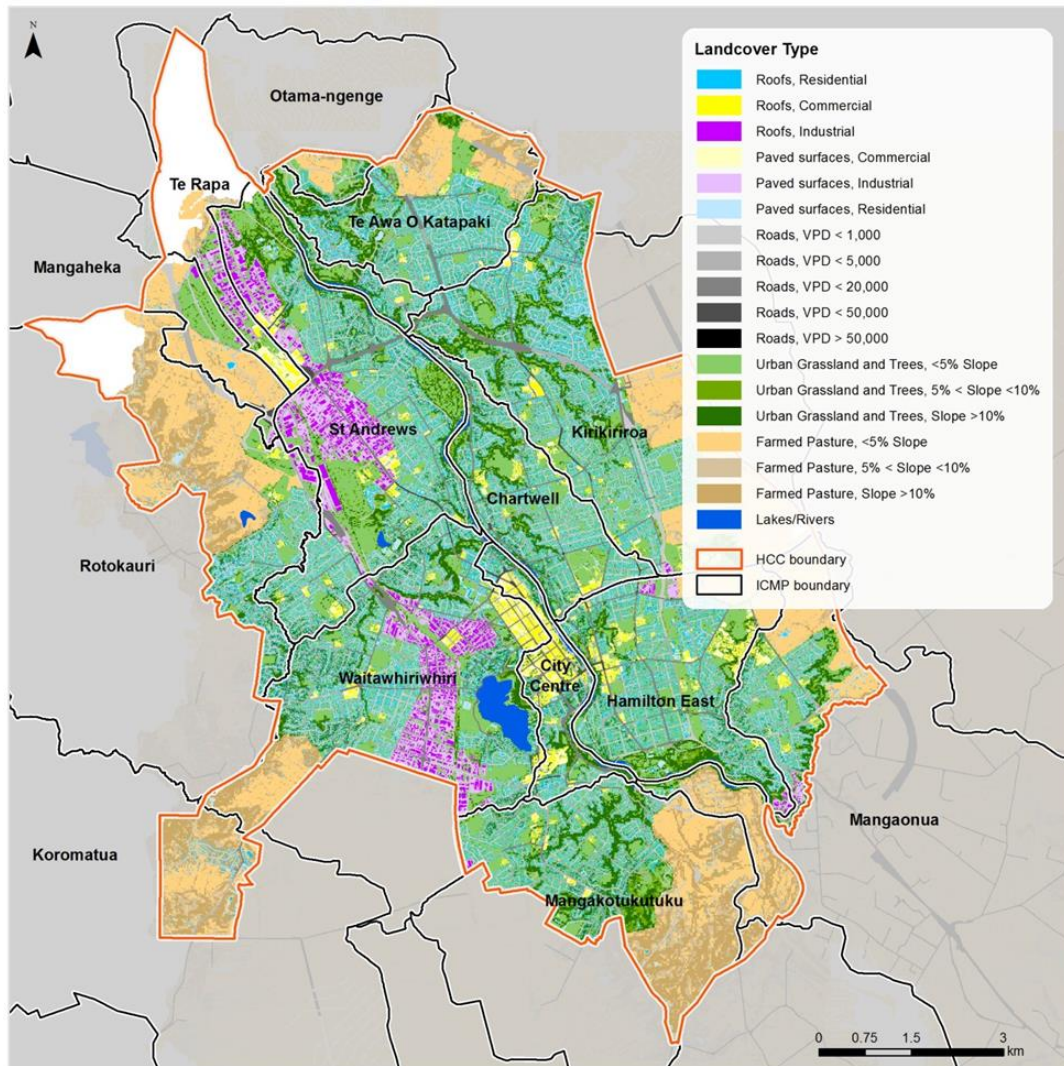 N
Otama-ngenge
Te Rapa
Te Awa O Katapaki
Mangaheka
St Andrews
Kirikiriroa
Chartwell
Rotokauri
Waitawhiriwhiri
City
Centre
Hamilton East
Koromatua
Mangaonua
Mangakotukutuku
Landcover Type
Roofs, Residential
Roofs, Commercial
Roofs, Industrial
Paved surfaces, Commercial
Paved surfaces, Industrial
Paved surfaces, Residential
Roads, VPD < 1,000
Roads, VPD < 5,000
Roads, VPD < 20,000
Roads, VPD < 50,000
Roads, VPD > 50,000
Urban Grassland and Trees, <5% Slope
Urban Grassland and Trees, 5% < Slope <10%
Urban Grassland and Trees, Slope >10%
Farmed Pasture, <5% Slope
Farmed Pasture, 5% < Slope <10%
Farmed Pasture, Slope >10%
Lakes/Rivers
HCC boundary
ICMP boundary
0 0.75 1.5 3
km